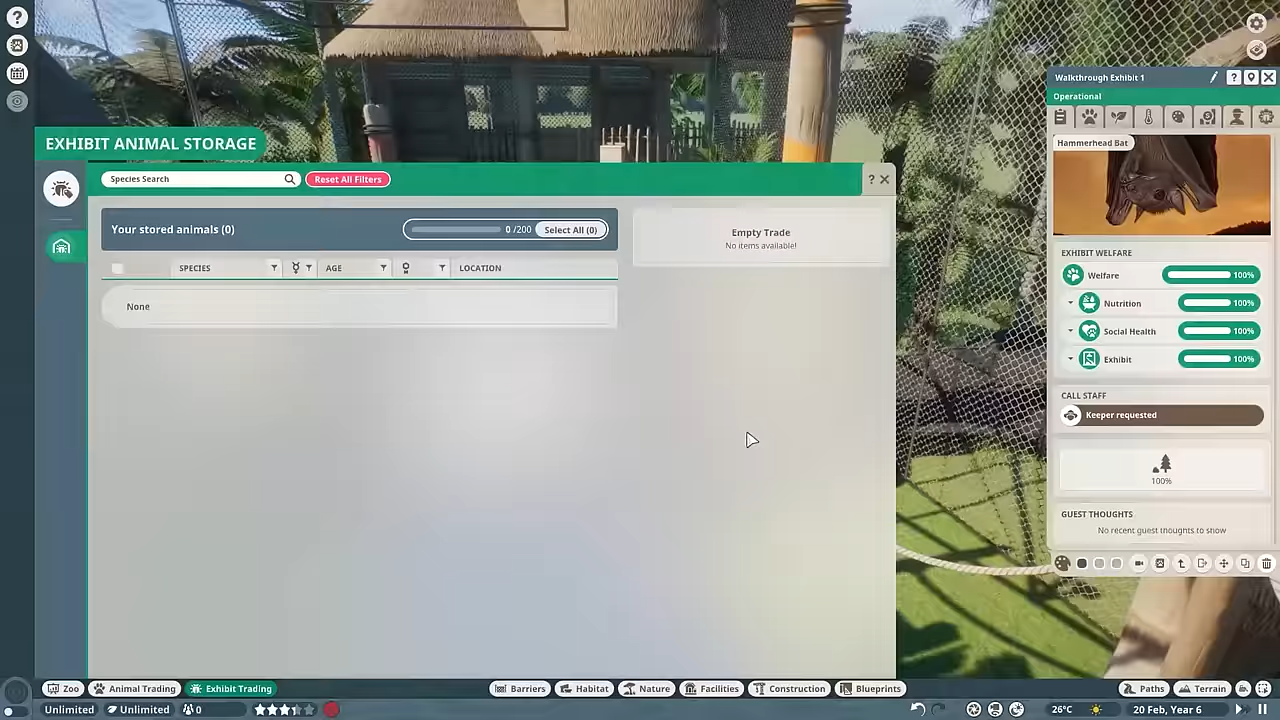 Walkthrough Exhibit 1
Operational
EXHIBIT ANIMAL STORAGE
Hammerhead Bat
Species Search
Reset All Filters
Your stored animals (0)
0 /200
Select All (0)
Empty Trade
No items available!
SPECIES
AGE
LOCATION
None
EXHIBIT WELFARE
Welfare 100%
Nutrition 100%
Social Health 100%
Exhibit 100%
CALL STAFF
Keeper requested
100%
GUEST THOUGHTS
No recent guest thoughts to show
Zoo
Animal Trading
Exhibit Trading
Barriers
Habitat
Nature
Facilities
Construction
Blueprints
Paths
Terrain
Unlimited
Unlimited
0
26°C
20 Feb, Year 6